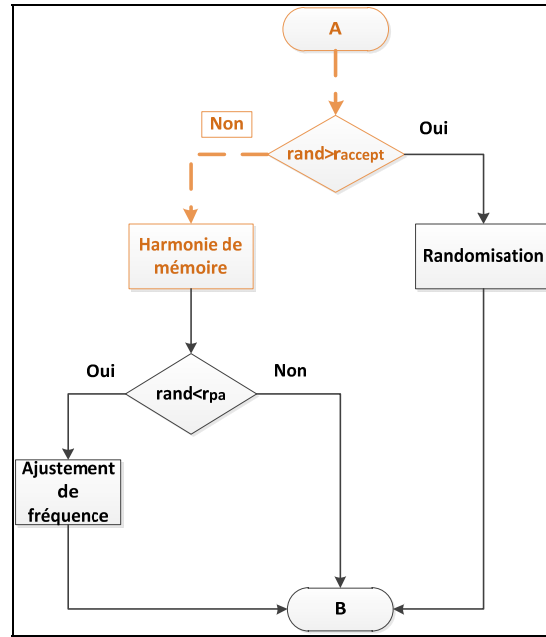 A
Non
Oui
rand>raccept
Harmonie de
mémoire
Randomisation
Oui
Non
rand<rpa
Ajustement
de
fréquence
B